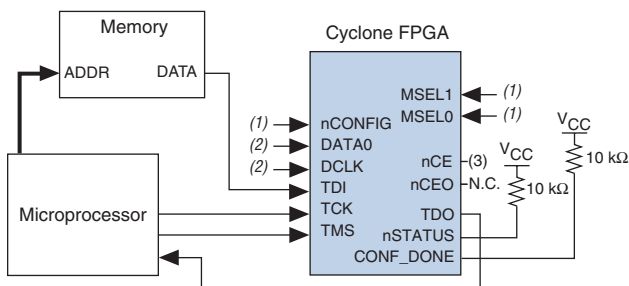 Memory
ADDR
DATA
Microprocessor
Cyclone FPGA
MSEL1
(1)
MSEL0
(1)
(1)
nCONFIG
(2)
DATA0
(2)
DCLK
TDI
TCK
TMS
nCE
(3)
nCEO
N.C.
TDO
nSTATUS
CONF_DONE
VCC
10 kΩ
VCC
10 kΩ